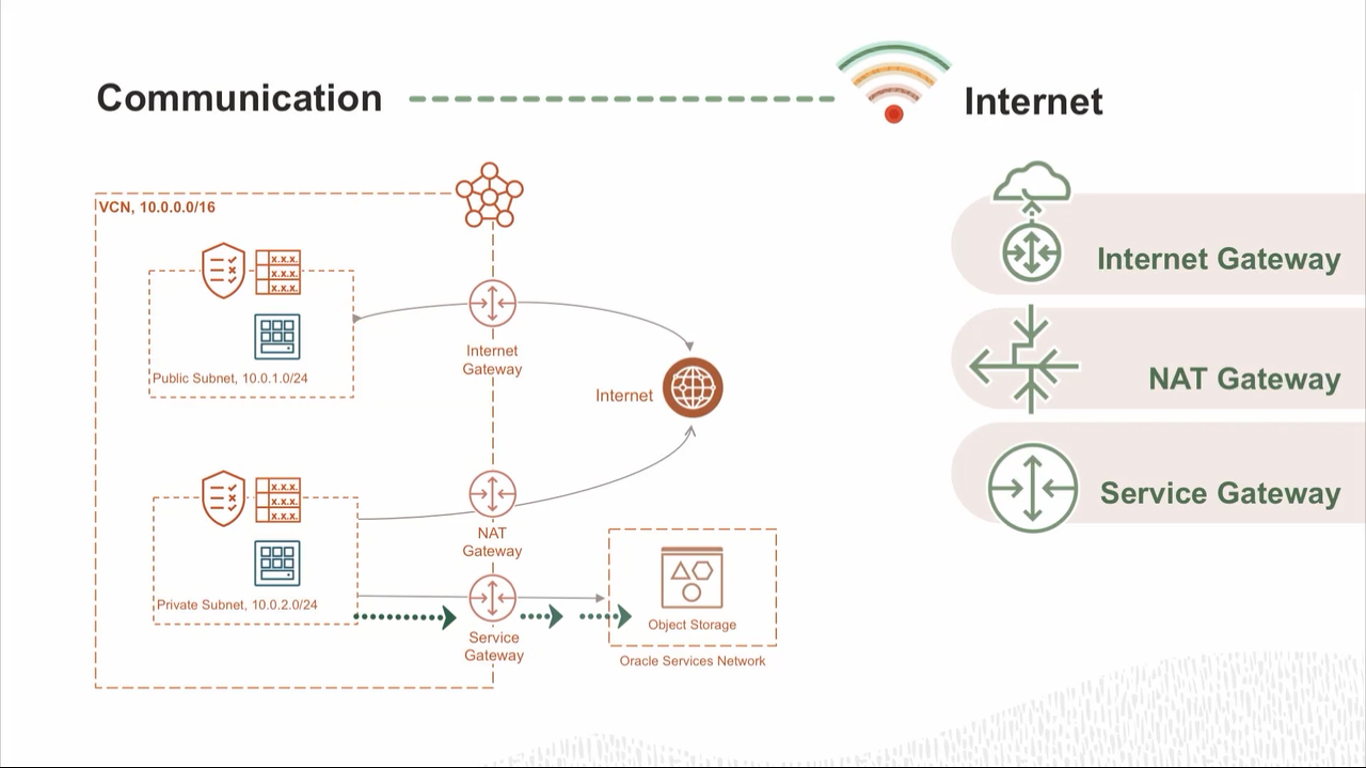 Communication
Internet
VCN, 10.0.0.0/16
x.x.x.
x.x.x.
x.x.x.
Public Subnet, 10.0.1.0/24
Internet
Gateway
Internet
x.x.x.
x.x.x.
x.x.x.
Private Subnet, 10.0.2.0/24
NAT
Gateway
Service
Gateway
Object Storage
Oracle Services Network
Internet Gateway
NAT Gateway
Service Gateway